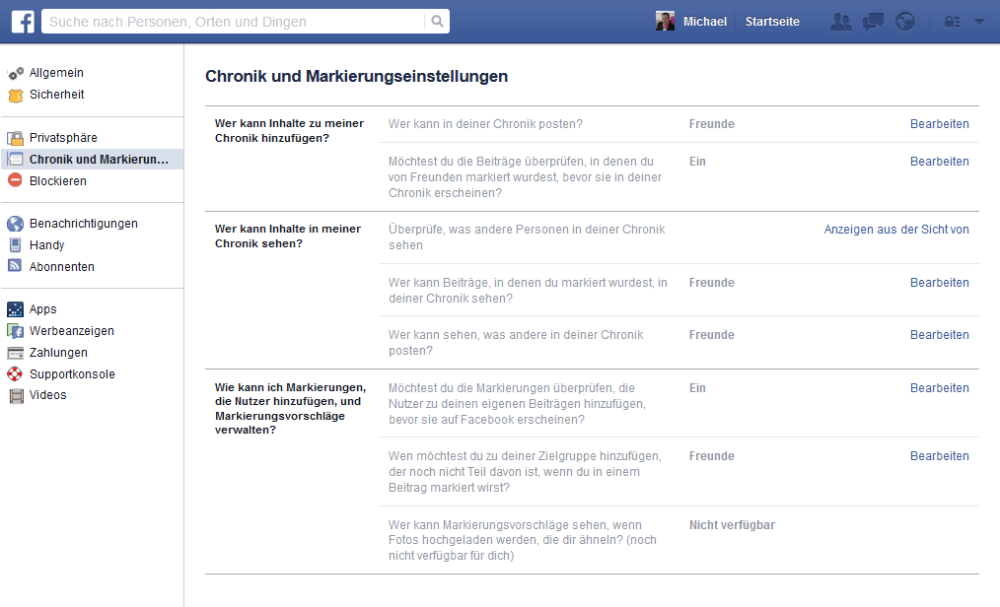 f
Suche nach Personen, Orten und Dingen
Michael
Startseite
Allgemein
Sicherheit
Privatsphäre
Chronik und Markierun...
Blockieren
Benachrichtigungen
Handy
Abonnenten
Apps
Werbeanzeigen
Zahlungen
Supportkonsole
Videos
Chronik und Markierungseinstellungen
Wer kann Inhalte zu meiner
Chronik hinzufügen?
Wer kann in deiner Chronik posten?
Freunde
Bearbeiten
Möchtest du die Beiträge überprüfen, in denen du
von Freunden markiert wurdest, bevor sie in deiner
Chronik erscheinen?
Ein
Bearbeiten
Wer kann Inhalte in meiner
Chronik sehen?
Überprüfe, was andere Personen in deiner Chronik
sehen
Anzeigen aus der Sicht von
Wer kann Beiträge, in denen du markiert wurdest, in
deiner Chronik sehen?
Freunde
Bearbeiten
Wer kann sehen, was andere in deiner Chronik
posten?
Freunde
Bearbeiten
Wie kann ich Markierungen,
die Nutzer hinzufügen, und
Markierungsvorschläge
verwalten?
Möchtest du die Markierungen überprüfen, die
Nutzer zu deinen eigenen Beiträgen hinzufügen,
bevor sie auf Facebook erscheinen?
Ein
Bearbeiten
Wen möchtest du zu deiner Zielgruppe hinzufügen,
der noch nicht Teil davon ist, wenn du in einem
Beitrag markiert wirst?
Freunde
Bearbeiten
Wer kann Markierungsvorschläge sehen, wenn
Fotos hochgeladen werden, die dir ähneln? (noch
nicht verfügbar für dich)
Nicht verfügbar